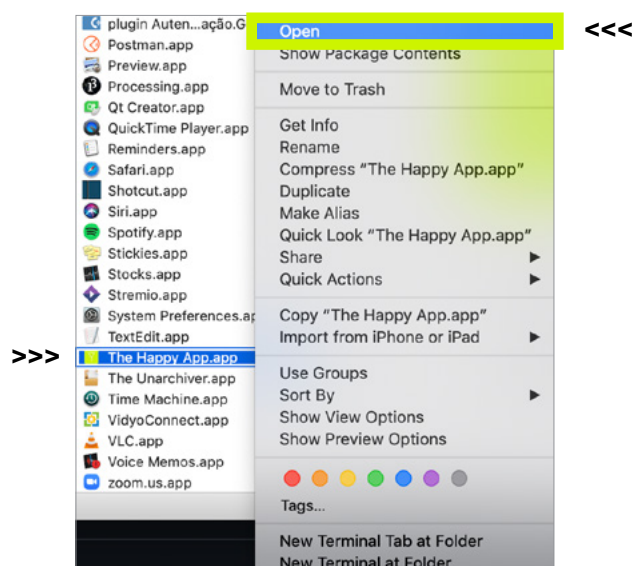 plugin Auten...ação.G
Postman.app
Preview.app
Processing.app
Qt Creator.app
QuickTime Player.app
Reminders.app
Safari.app
Shotcut.app
Siri.app
Spotify.app
Stickies.app
Stocks.app
Stremio.app
System Preferences.ap
TextEdit.app
>>>
The Happy App.app
The Unarchiver.app
Time Machine.app
VidyoConnect.app
VLC.app
Voice Memos.app
zoom.us.app
Open
<<<
Show Package Contents
Move to Trash
Get Info
Rename
Compress “The Happy App.app”
Duplicate
Make Alias
Quick Look “The Happy App.app”
Share
Quick Actions
Copy “The Happy App.app”
Import from iPhone or iPad
Use Groups
Sort By
Show View Options
Show Preview Options
Tags...
New Terminal Tab at Folder
New Terminal at Folder